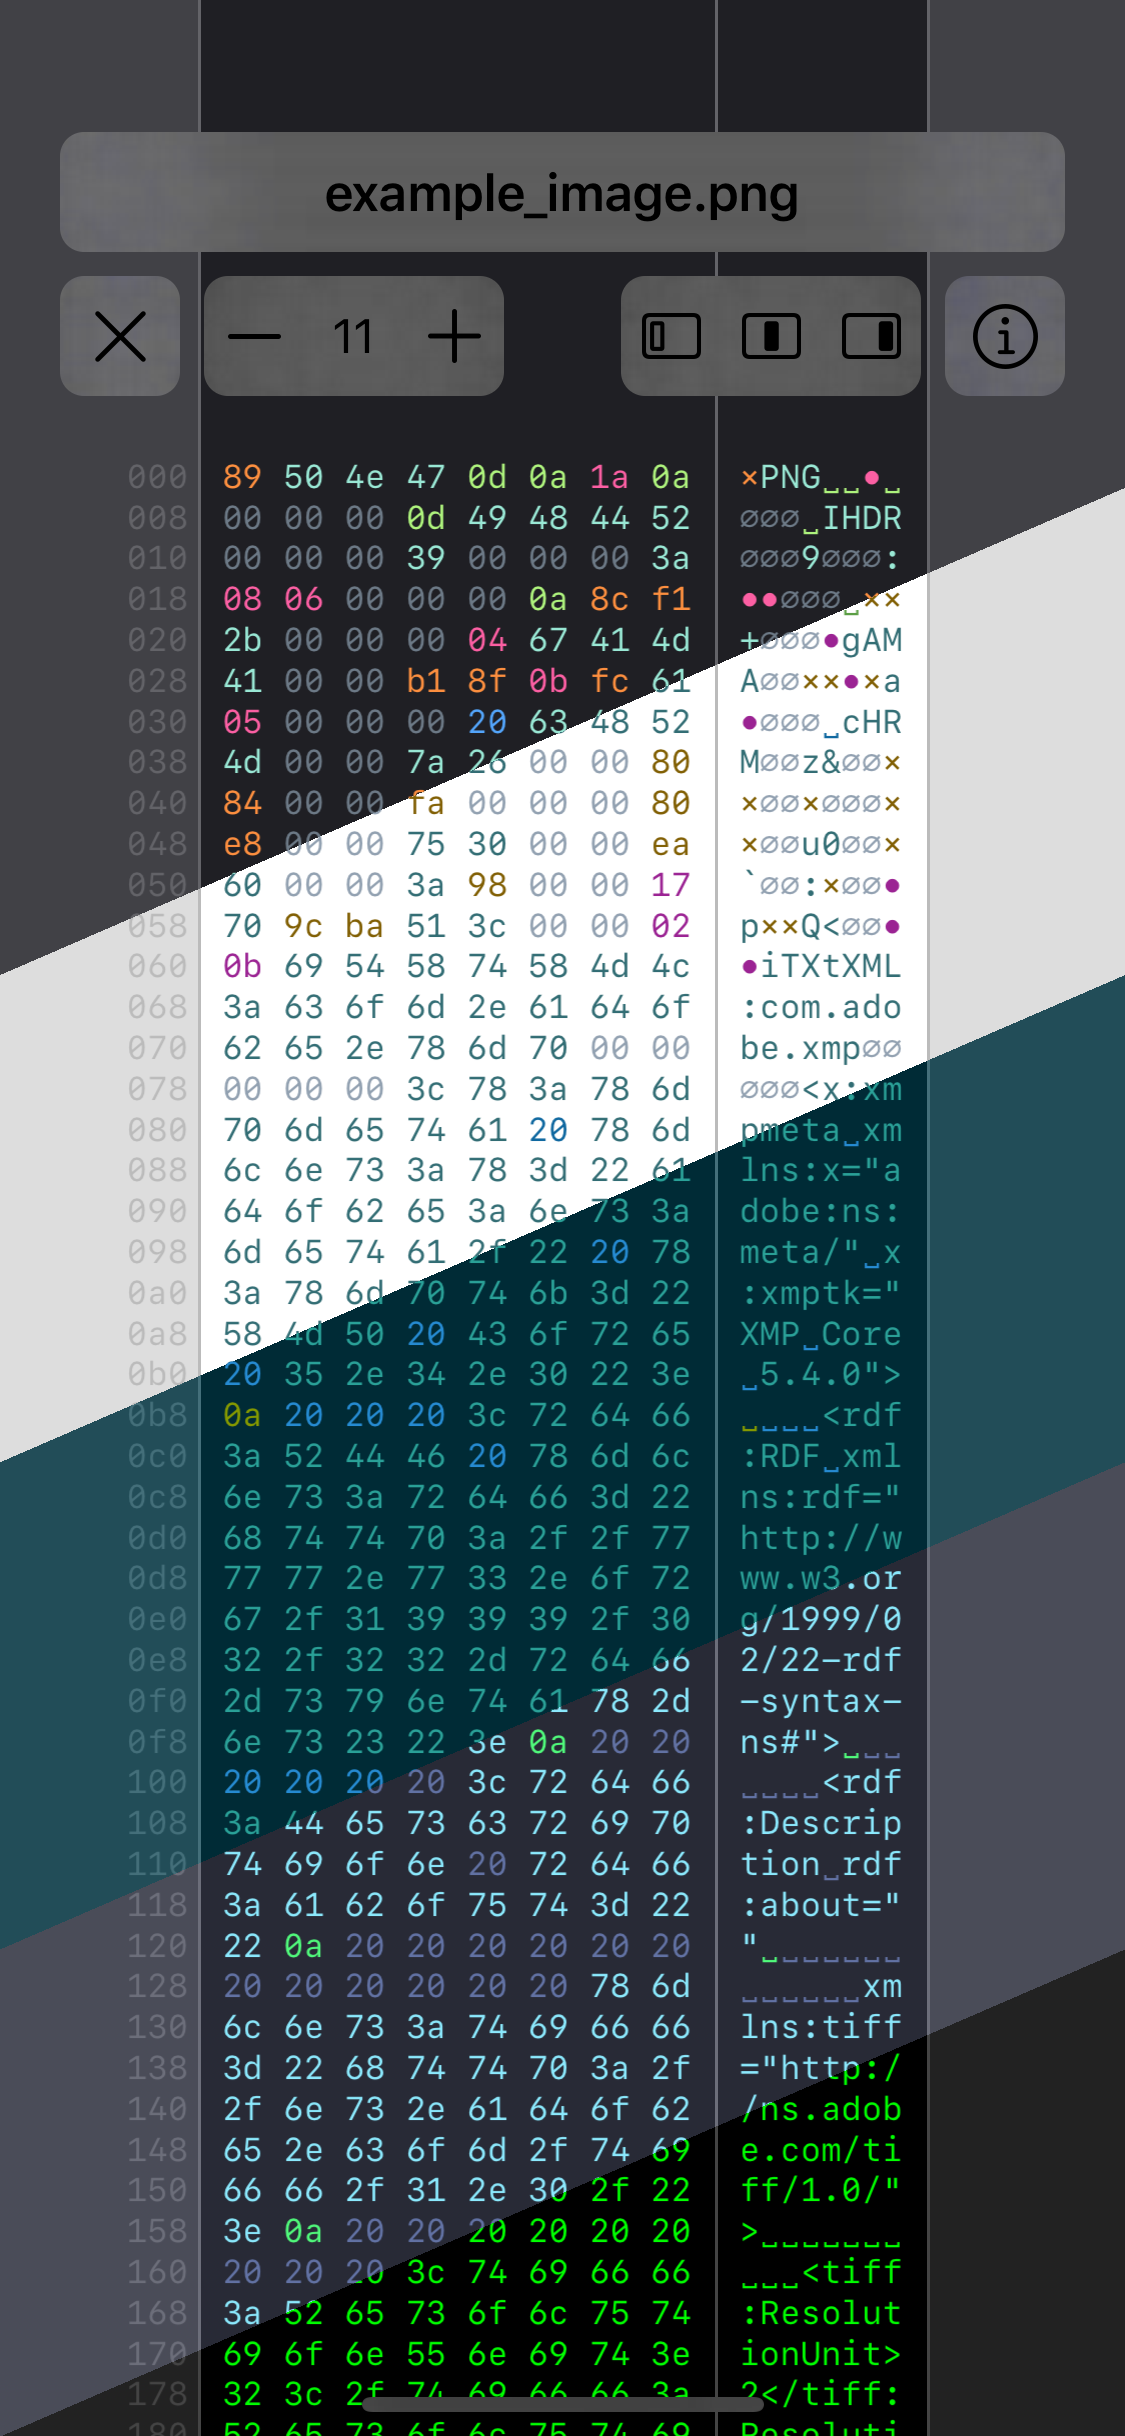 example_image.png
11
000 89 50 4e 47 0d 0a 1a 0a ×PNG␣␣•␣
008 00 00 00 0d 49 48 44 52 ∅∅∅␣IHDR
010 00 00 00 39 00 00 00 3a ∅∅∅9∅∅∅:
018 08 06 00 00 00 0a 8c f1 ••∅∅∅␣××
020 2b 00 00 00 04 67 41 4d +∅∅∅•gAM
028 41 00 00 b1 8f 0b fc 61 A∅∅××•×a
030 05 00 00 00 20 63 48 52 •∅∅∅␣cHR
038 4d 00 00 7a 26 00 00 80 M∅∅z&∅∅×
040 84 00 00 fa 00 00 00 80 ×∅∅×∅∅∅×
048 e8 00 00 75 30 00 00 ea ×∅∅u0∅∅×
050 60 00 00 3a 98 00 00 17 `∅∅:×∅∅•
058 70 9c ba 51 3c 00 00 02 p××Q<∅∅•
060 0b 69 54 58 74 58 4d 4c •iTXtXML
068 3a 63 6f 6d 2e 61 64 6f :com.ado
070 62 65 2e 78 6d 70 00 00 be.xmp∅∅
078 00 00 00 3c 78 3a 78 6d ∅∅∅<x:xm
080 70 6d 65 74 61 20 78 6d pmeta␣xm
088 6c 6e 73 3a 78 3d 22 61 lns:x="a
090 64 6f 62 65 3a 6e 73 3a dobe:ns:
098 6d 65 74 61 2f 22 20 78 meta/"␣x
0a0 3a 78 6d 70 74 6b 3d 22 :xmptk="
0a8 58 4d 50 20 43 6f 72 65 XMP␣Core
0b0 20 35 2e 34 2e 30 22 3e ␣5.4.0">
0b8 0a 20 20 20 3c 72 64 66 ␣␣␣␣<rdf
0c0 3a 52 44 46 20 78 6d 6c :RDF␣xml
0c8 6e 73 3a 72 64 66 3d 22 ns:rdf="
0d0 68 74 74 70 3a 2f 2f 77 http://w
0d8 77 77 2e 77 33 2e 6f 72 ww.w3.or
0e0 67 2f 31 39 39 39 2f 30 g/1999/0
0e8 32 2f 32 32 2d 72 64 66 2/22-rdf
0f0 2d 73 79 6e 74 61 78 2d -syntax-
0f8 6e 73 23 22 3e 0a 20 20 ns#">␣␣␣
100 20 20 20 20 3c 72 64 66 ␣␣␣␣<rdf
108 3a 44 65 73 63 72 69 70 :Descrip
110 74 69 6f 6e 20 72 64 66 tion␣rdf
118 3a 61 62 6f 75 74 3d 22 :about="
120 22 0a 20 20 20 20 20 20 "␣␣␣␣␣␣␣
128 20 20 20 20 20 20 78 6d ␣␣␣␣␣␣xm
130 6c 6e 73 3a 74 69 66 66 lns:tiff
138 3d 22 68 74 74 70 3a 2f ="http:/
140 2f 6e 73 2e 61 64 6f 62 /ns.adob
148 65 2e 63 6f 6d 2f 74 69 e.com/ti
150 66 66 2f 31 2e 30 2f 22 ff/1.0/"
158 3e 0a 20 20 20 20 20 20 >␣␣␣␣␣␣␣
160 20 20 20 3c 74 69 66 66 ␣␣␣<tiff
168 3a 52 65 73 6f 6c 75 74 :Resolut
170 69 6f 6e 55 6e 69 74 3e ionUnit>
178 32 3c 2f 74 69 66 66 3a 2</tiff:
180 52 65 73 6f 6c 75 74 69 Resoluti